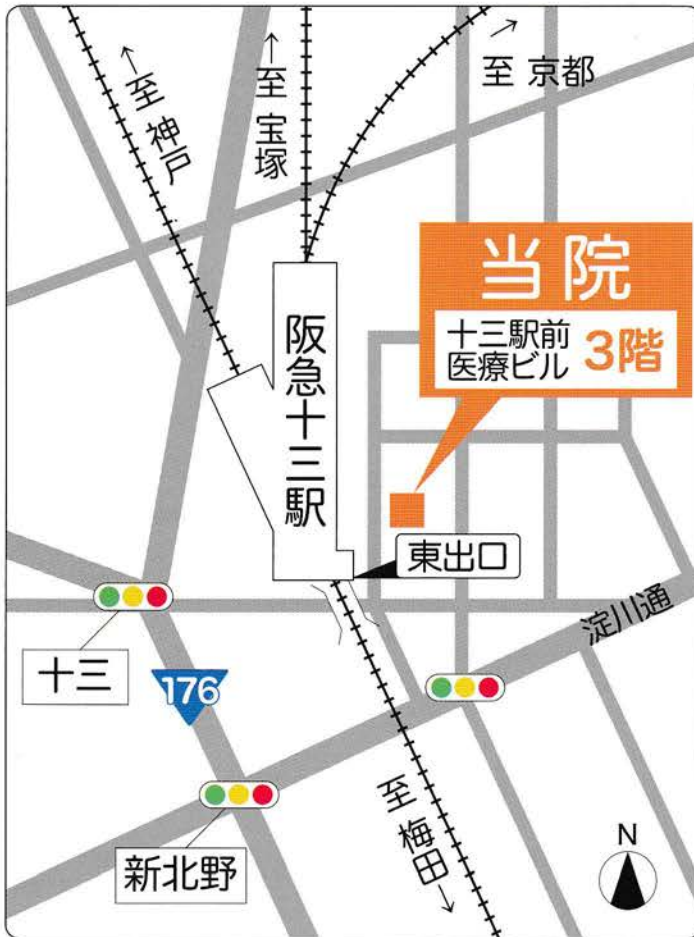 ←至 神戸
←至 宝塚
→
至 京都
当院
十三駅前
医療ビル 3階
阪急十三駅
東出口
淀川通
十三
176
新北野
至 梅田→
N